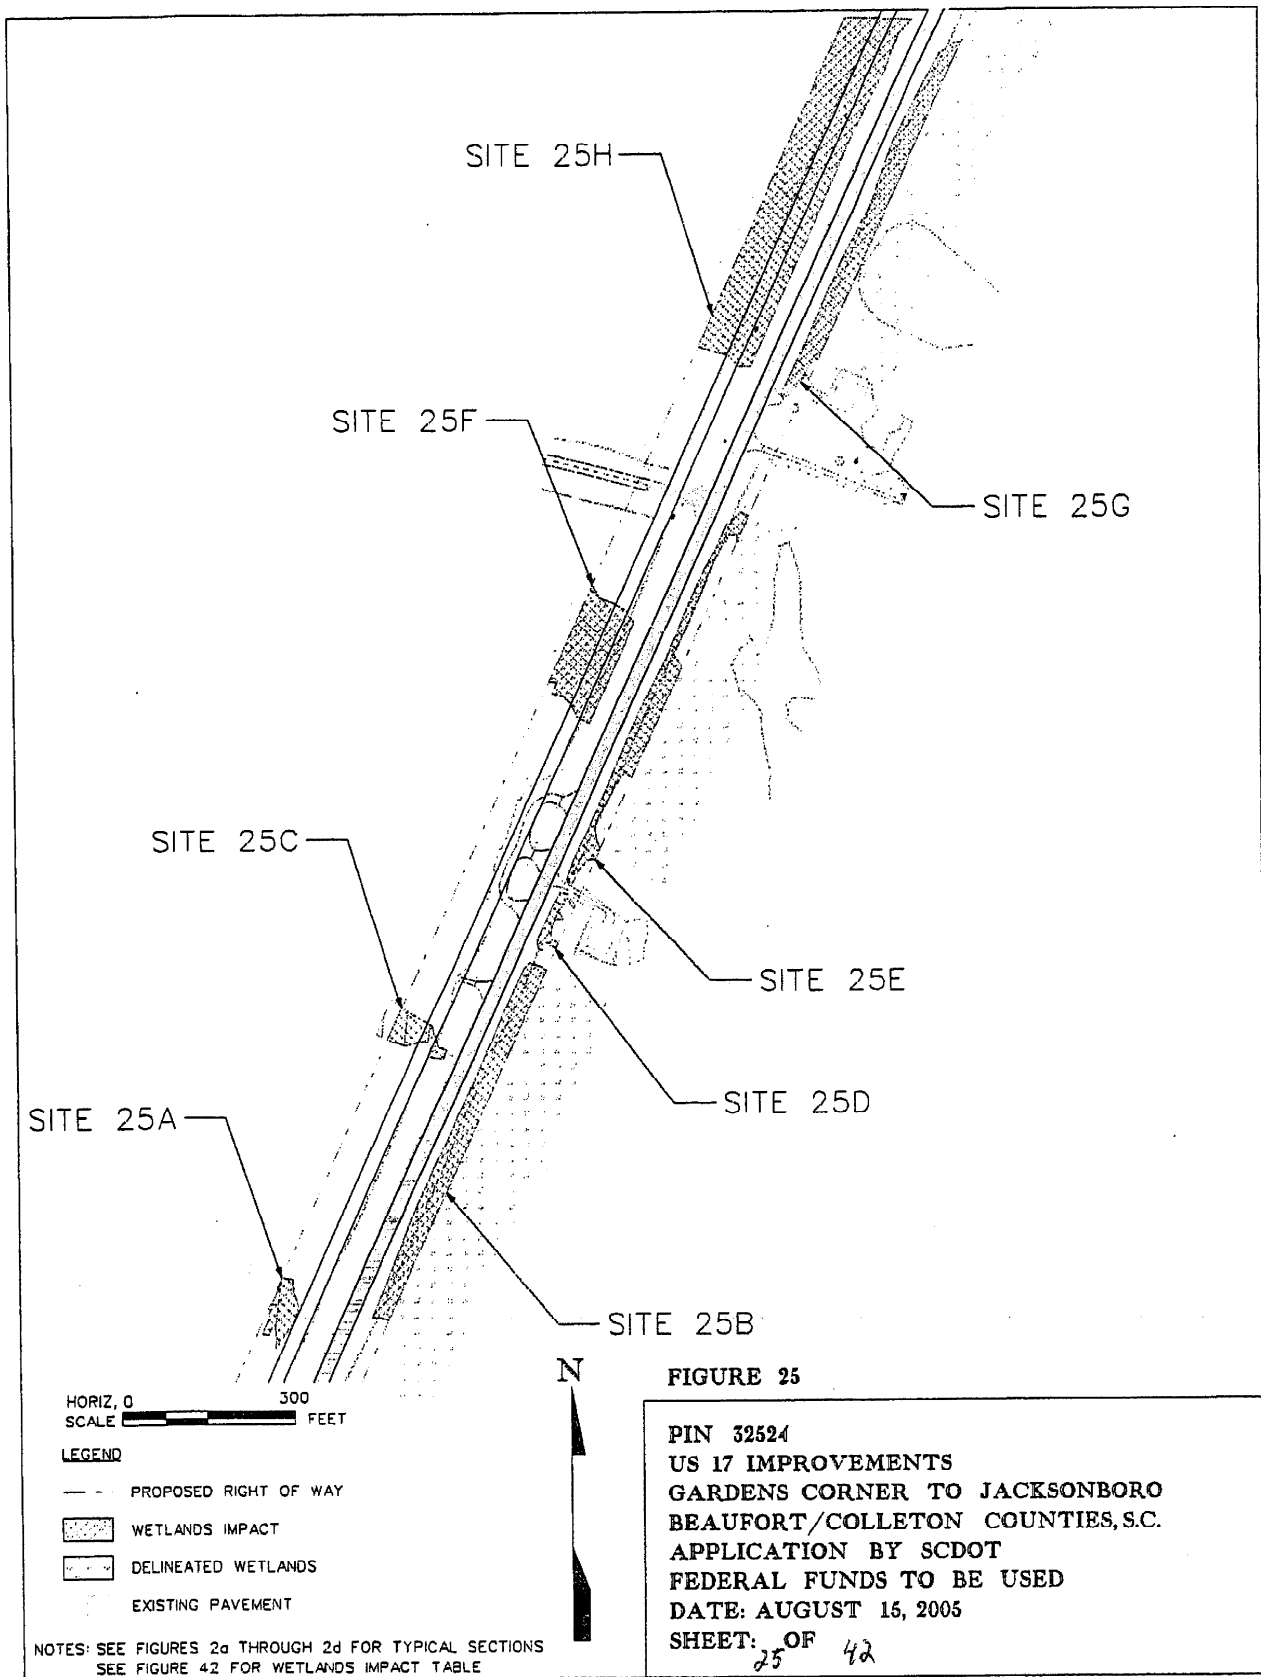 SITE 25H
SITE 25F
SITE 25G
SITE 25C
SITE 25E
SITE 25D
SITE 25A
SITE 25B
N
FIGURE 25
HORIZ, 0 300
SCALE FEET
LEGEND
PROPOSED RIGHT OF WAY
WETLANDS IMPACT
DELINEATED WETLANDS
EXISTING PAVEMENT
NOTES: SEE FIGURES 2a THROUGH 2d FOR TYPICAL SECTIONS
SEE FIGURE 42 FOR WETLANDS IMPACT TABLE
PIN 32524
US 17 IMPROVEMENTS
GARDENS CORNER TO JACKSONBORO
BEAUFORT/COLLETON COUNTIES, S.C.
APPLICATION BY SCDOT
FEDERAL FUNDS TO BE USED
DATE: AUGUST 15, 2005
SHEET: 25 OF 42